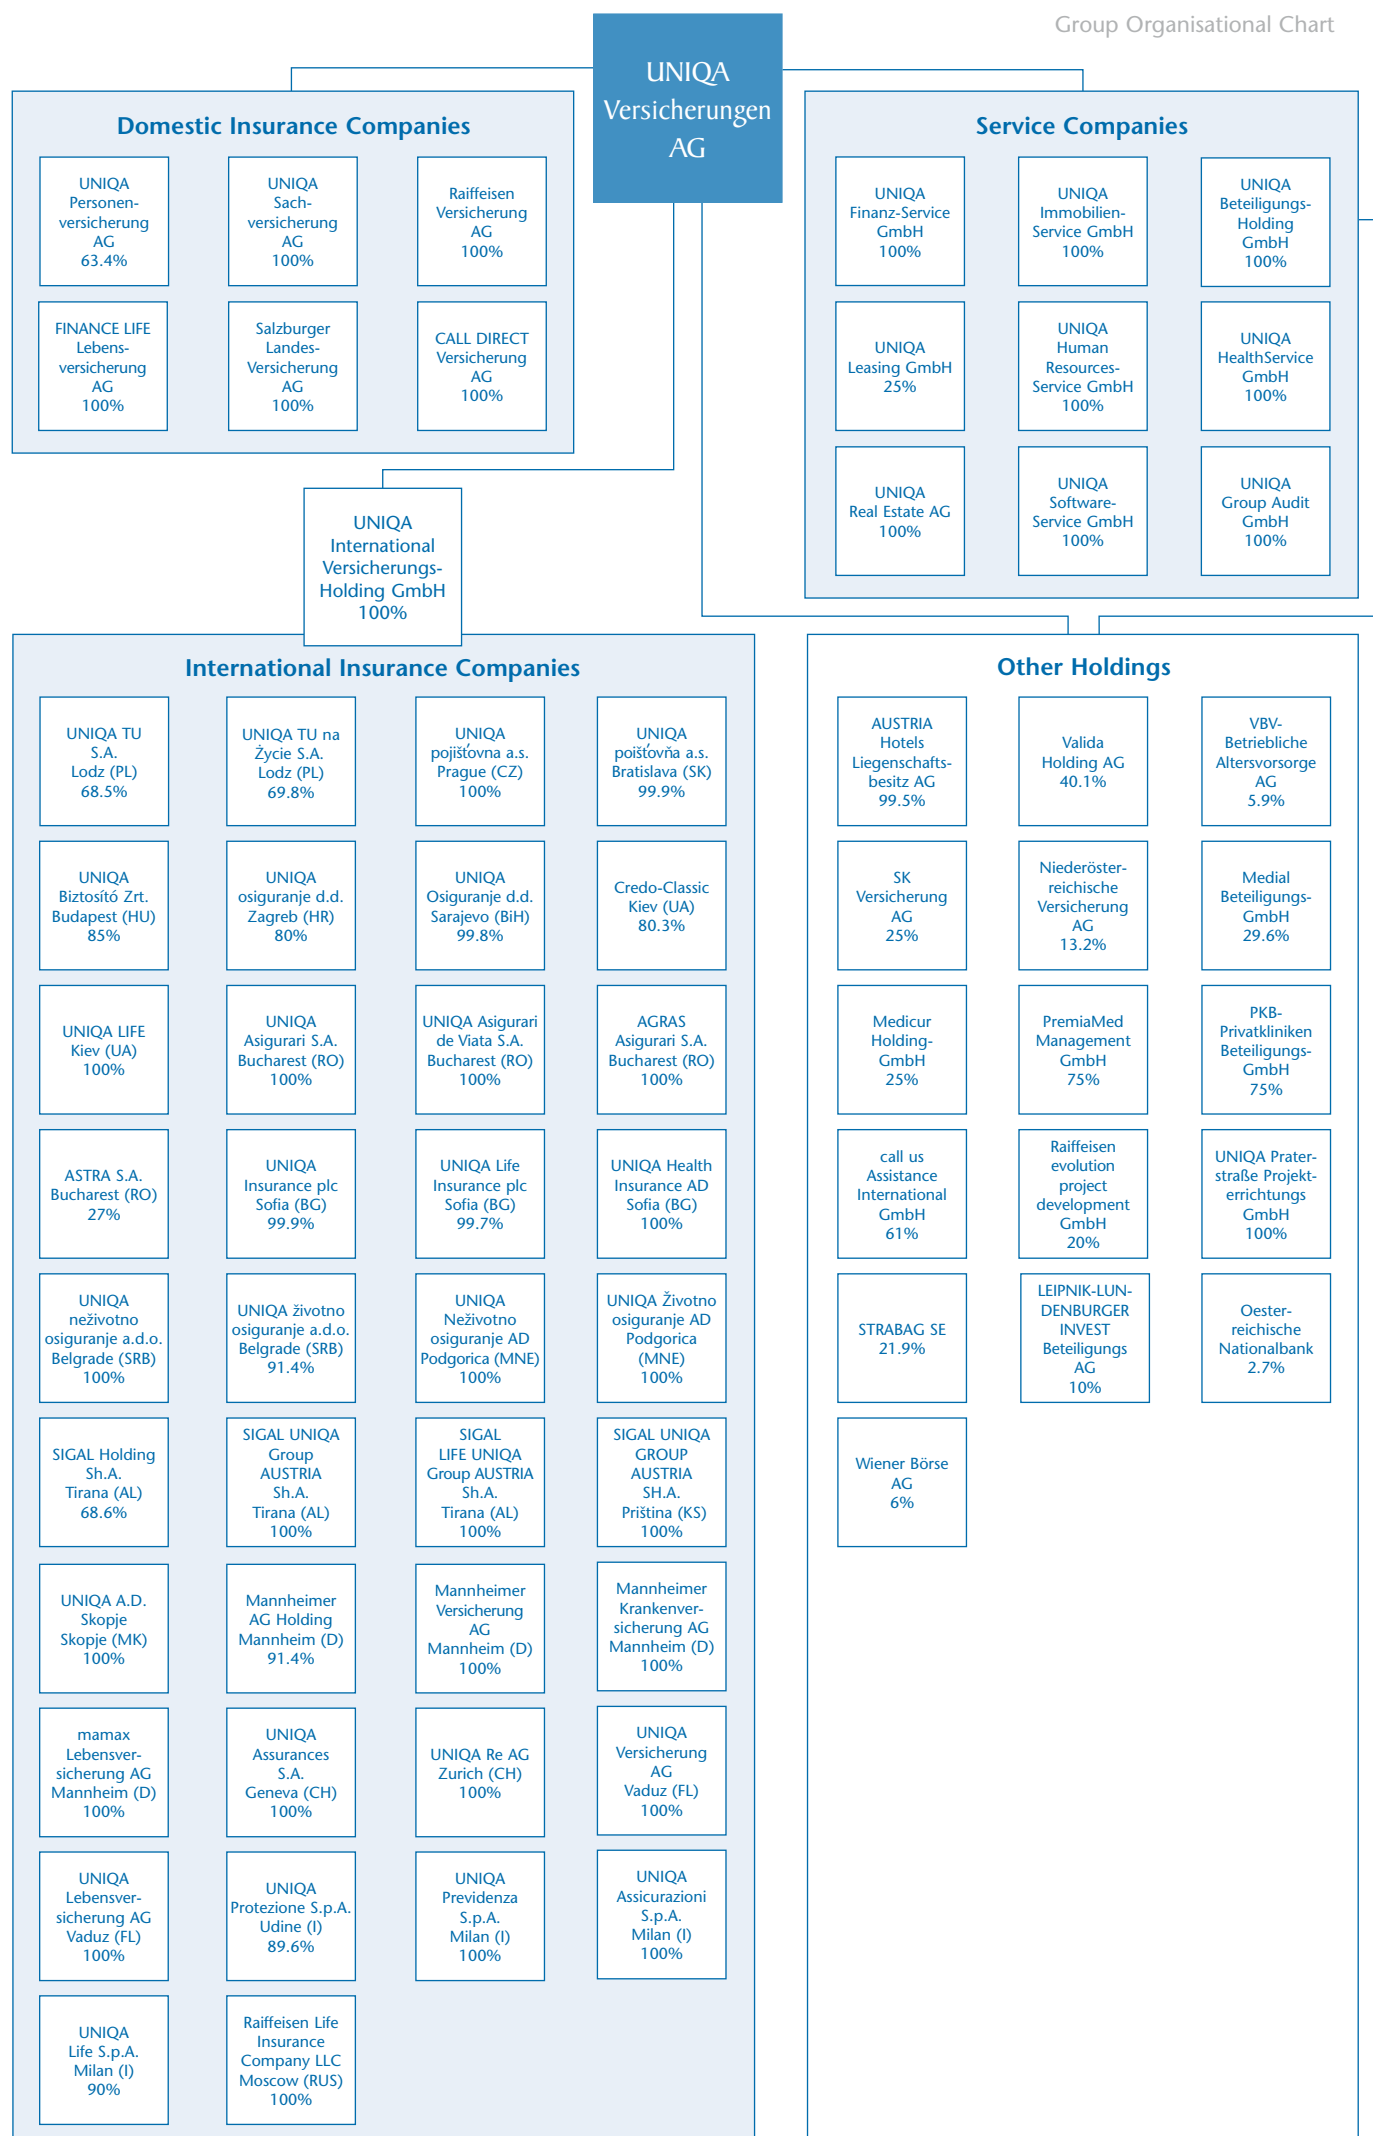 Group Organisational Chart
UNIQA
Versicherungen
AG
Domestic Insurance Companies
UNIQA
Personen-
versicherung
AG
63.4%
UNIQA
Sach-
versicherung
AG
100%
Raiffeisen
Versicherung
AG
100%
FINANCE LIFE
Lebens-
versicherung
AG
100%
Salzburger
Landes-
Versicherung
AG
100%
CALL DIRECT
Versicherung
AG
100%
Service Companies
UNIQA
Finanz-Service
GmbH
100%
UNIQA
Immobilien-
Service GmbH
100%
UNIQA
Beteiligungs-
Holding
GmbH
100%
UNIQA
Leasing GmbH
25%
UNIQA
Human
Resources-
Service GmbH
100%
UNIQA
HealthService
GmbH
100%
UNIQA
Real Estate AG
100%
UNIQA
Software-
Service GmbH
100%
UNIQA
Group Audit
GmbH
100%
UNIQA
International
Versicherungs-
Holding GmbH
100%
International Insurance Companies
UNIQA TU
S.A.
Lodz (PL)
68.5%
UNIQA TU na
Życie S.A.
Lodz (PL)
69.8%
UNIQA
pojišťovna a.s.
Prague (CZ)
100%
UNIQA
poišťovňa a.s.
Bratislava (SK)
99.9%
UNIQA
Biztosító Zrt.
Budapest (HU)
85%
UNIQA
osiguranje d.d.
Zagreb (HR)
80%
UNIQA
Osiguranje d.d.
Sarajevo (BiH)
99.8%
Credo-Classic
Kiev (UA)
80.3%
UNIQA LIFE
Kiev (UA)
100%
UNIQA
Asigurari S.A.
Bucharest (RO)
100%
UNIQA Asigurari
de Viata S.A.
Bucharest (RO)
100%
AGRAS
Asigurari S.A.
Bucharest (RO)
100%
ASTRA S.A.
Bucharest (RO)
27%
UNIQA
Insurance plc
Sofia (BG)
99.9%
UNIQA Life
Insurance plc
Sofia (BG)
99.7%
UNIQA Health
Insurance AD
Sofia (BG)
100%
UNIQA
neživotno
osiguranje a.d.o.
Belgrade (SRB)
100%
UNIQA životno
osiguranje a.d.o.
Belgrade (SRB)
91.4%
UNIQA
Neživotno
osiguranje AD
Podgorica (MNE)
100%
UNIQA Životno
osiguranje AD
Podgorica
(MNE)
100%
SIGAL Holding
Sh.A.
Tirana (AL)
68.6%
SIGAL UNIQA
Group
AUSTRIA
Sh.A.
Tirana (AL)
100%
SIGAL
LIFE UNIQA
Group AUSTRIA
Sh.A.
Tirana (AL)
100%
SIGAL UNIQA
GROUP
AUSTRIA
SH.A.
Priština (KS)
100%
UNIQA A.D.
Skopje
Skopje (MK)
100%
Mannheimer
AG Holding
Mannheim (D)
91.4%
Mannheimer
Versicherung
AG
Mannheim (D)
100%
Mannheimer
Krankenver-
sicherung AG
Mannheim (D)
100%
mamax
Lebensver-
sicherung AG
Mannheim (D)
100%
UNIQA
Assurances
S.A.
Geneva (CH)
100%
UNIQA Re AG
Zurich (CH)
100%
UNIQA
Versicherung
AG
Vaduz (FL)
100%
UNIQA
Lebensver-
sicherung AG
Vaduz (FL)
100%
UNIQA
Protezione S.p.A.
Udine (I)
89.6%
UNIQA
Previdenza
S.p.A.
Milan (I)
100%
UNIQA
Assicurazioni
S.p.A.
Milan (I)
100%
UNIQA
Life S.p.A.
Milan (I)
90%
Raiffeisen Life
Insurance
Company LLC
Moscow (RUS)
100%
Other Holdings
AUSTRIA
Hotels
Liegenschafts-
besitz AG
99.5%
Valida
Holding AG
40.1%
VBV-
Betriebliche
Altersvorsorge
AG
5.9%
SK
Versicherung
AG
25%
Niederöster-
reichische
Versicherung
AG
13.2%
Medial
Beteiligungs-
GmbH
29.6%
Medicur
Holding-
GmbH
25%
PremiaMed
Management
GmbH
75%
PKB-
Privatkliniken
Beteiligungs-
GmbH
75%
call us
Assistance
International
GmbH
61%
Raiffeisen
evolution
project
development
GmbH
20%
UNIQA Prater-
straße Projekt-
errichtungs
GmbH
100%
STRABAG SE
21.9%
LEIPNIK-LUN-
DENBURGER
INVEST
Beteiligungs
AG
10%
Oester-
reichische
Nationalbank
2.7%
Wiener Börse
AG
6%